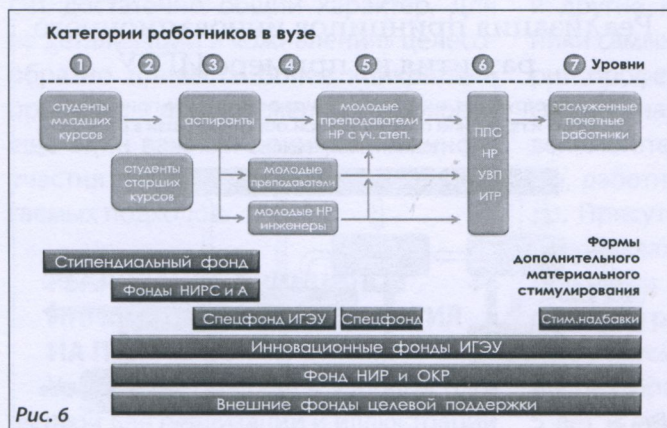 Категории работников в вузе
1 2 3 4 5 6 7 Уровни
студенты
младших
курсов
студенты
старших
курсов
аспиранты
молодые
преподаватели
молодые НР
инженеры
молодые
преподаватели
НР с уч. степ.
ППС
НР
УВП
ИТР
заслуженные
почетные
работники
Формы
дополнительного
материального
стимулирования
Стипендиальный фонд
Фонды НИРС и А
Спецфонд ИГЭУ
Спецфонд
Стим.надбавки
Инновационные фонды ИГЭУ
Фонд НИР и ОКР
Внешние фонды целевой поддержки
Рис. 6